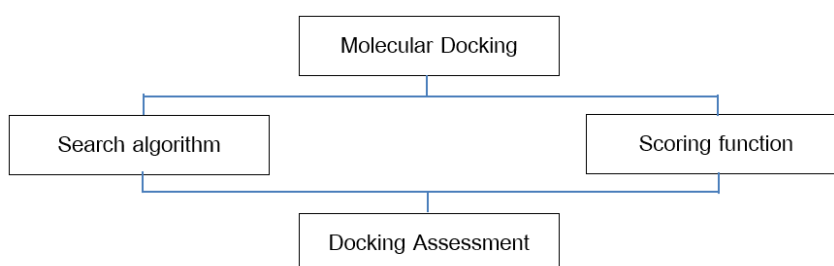 Molecular Docking
Search algorithm
Scoring function
Docking Assessment